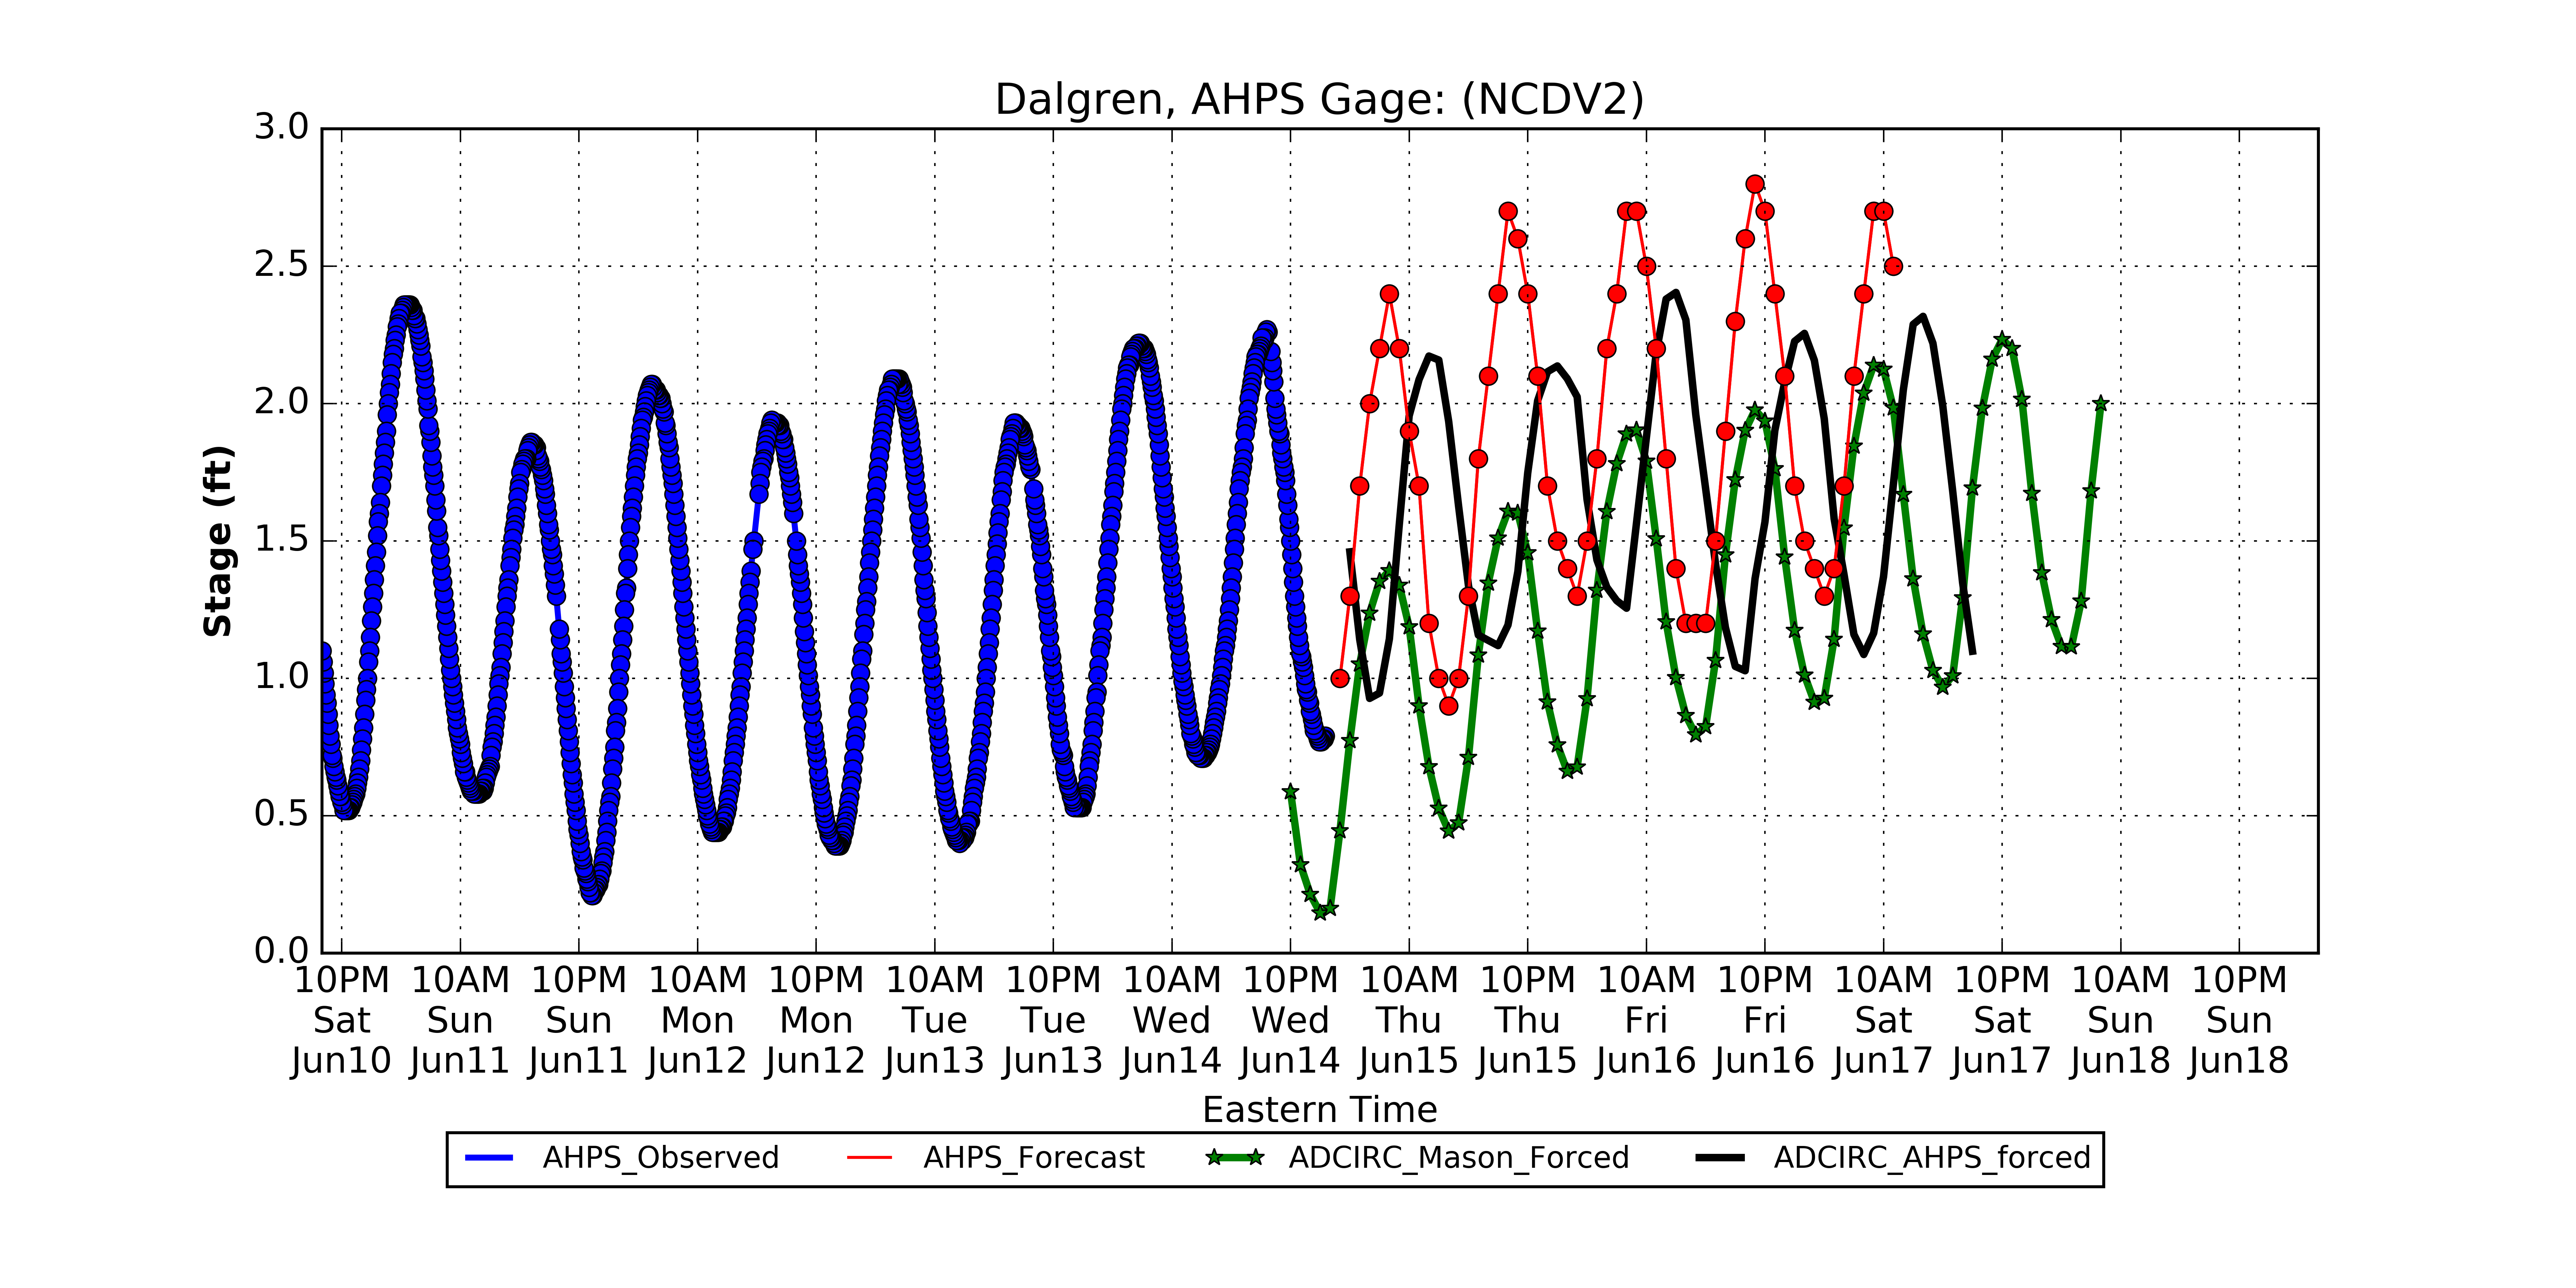 Dalgren, AHPS Gage: (NCDV2)
3.0
2.5
2.0
1.5
1.0
0.5
0.0
Stage (ft)
10PM 10AM 10PM 10AM 10PM 10AM 10PM 10AM 10PM 10AM 10PM 10AM 10PM 10AM 10PM 10AM 10PM
Sat Sun Sun Mon Mon Tue Tue Wed Wed Thu Thu Fri Fri Sat Sat Sun Sun
Jun10 Jun11 Jun11 Jun12 Jun12 Jun13 Jun13 Jun14 Jun14 Jun15 Jun15 Jun16 Jun16 Jun17 Jun17 Jun18 Jun18
Eastern Time
AHPS_Observed AHPS_Forecast ADCIRC_Mason_Forced ADCIRC_AHPS_forced